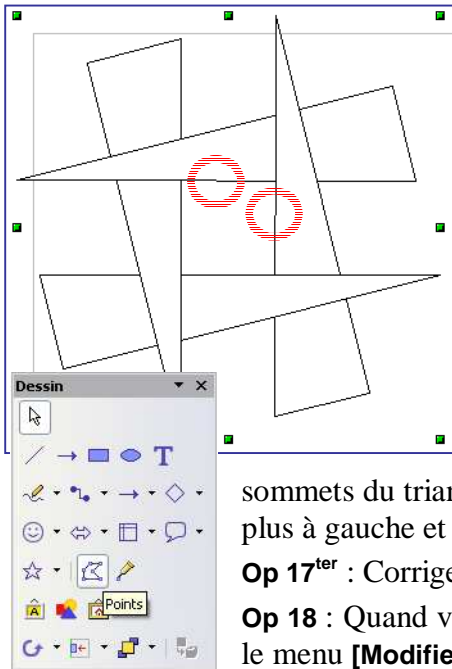 Dessin
T
A
Points
sommets du trian
plus à gauche et
Op 17ter : Corrige
Op 18 : Quand v
le menu [Modifie